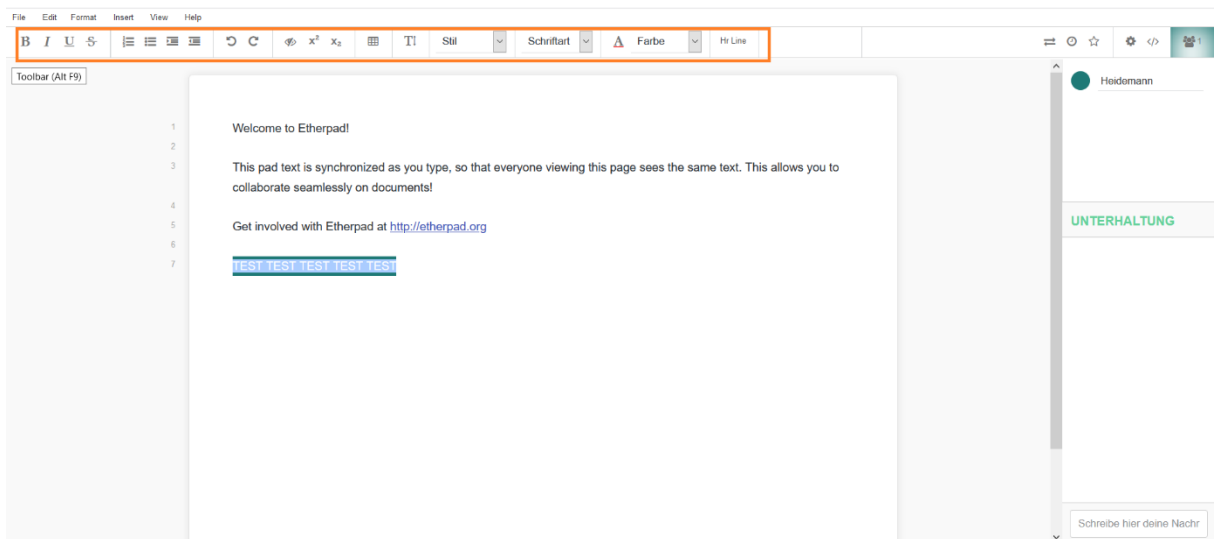 File Edit Format Insert View Help
B I U S x² x₂ T Stil Schriftart A Farbe Hr Line 1
Toolbar (Alt F9)
Heidemann
1 Welcome to Etherpad!
2
3 This pad text is synchronized as you type, so that everyone viewing this page sees the same text. This allows you to
collaborate seamlessly on documents!
4
UNTERHALTUNG
5 Get involved with Etherpad at http://etherpad.org
6
7 TEST TEST TEST TEST TEST
Schreibe hier deine Nachr